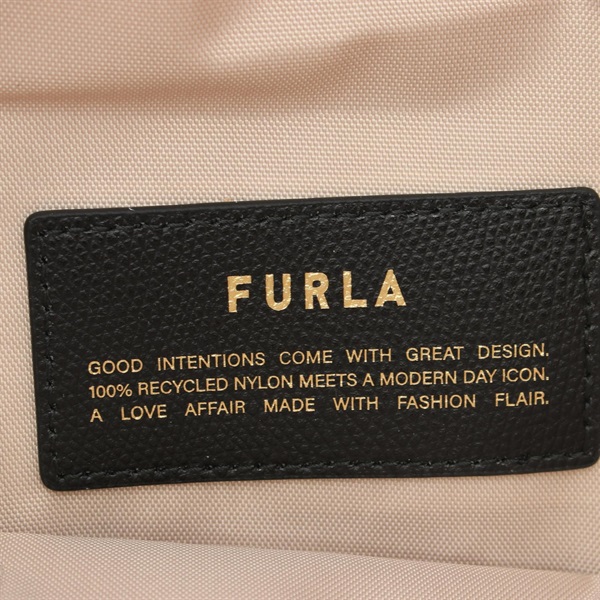 FURLA
GOOD INTENTIONS COME WITH GREAT DESIGN.
100% RECYCLED NYLON MEETS A MODERN DAY ICON.
A LOVE AFFAIR MADE WITH FASHION FLAIR.